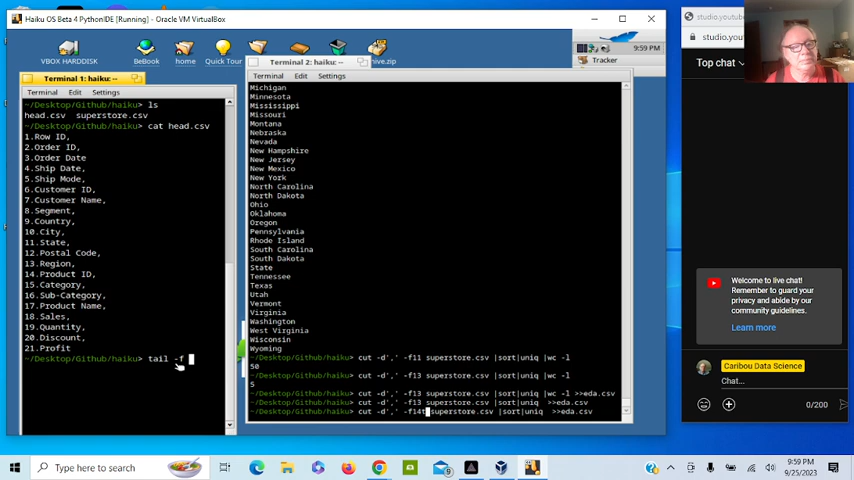 Haiku OS Beta 4 PythonIDE [Running] - Oracle VM VirtualBox
VBOX HARDDISK
BeBook
home
Quick Tour
hive.zip
9:59 PM
Tracker
Terminal 1: haiku: --
Terminal Edit Settings
~/Desktop/Github/haiku> ls
head.csv superstore.csv
~/Desktop/Github/haiku> cat head.csv
1.Row ID,
2.Order ID,
3.Order Date
4.Ship Date,
5.Ship Mode,
6.Customer ID,
7.Customer Name,
8.Segment,
9.Country,
10.City,
11.State,
12.Postal Code,
13.Region,
14.Product ID,
15.Category,
16.Sub-Category,
17.Product Name,
18.Sales,
19.Quantity,
20.Discount,
21.Profit
~/Desktop/Github/haiku> tail -f
Terminal 2: haiku: --
Terminal Edit Settings
Michigan
Minnesota
Mississippi
Missouri
Montana
Nebraska
Nevada
New Hampshire
New Jersey
New Mexico
New York
North Carolina
North Dakota
Ohio
Oklahoma
Oregon
Pennsylvania
Rhode Island
South Carolina
South Dakota
State
Tennessee
Texas
Utah
Vermont
Virginia
Washington
West Virginia
Wisconsin
Wyoming
~/Desktop/Github/haiku> cut -d',' -f11 superstore.csv |sort|uniq |wc -l
50
~/Desktop/Github/haiku> cut -d',' -f13 superstore.csv |sort|uniq |wc -l
5
~/Desktop/Github/haiku> cut -d',' -f13 superstore.csv |sort|uniq |wc -l >>eda.csv
~/Desktop/Github/haiku> cut -d',' -f13 superstore.csv |sort|uniq >>eda.csv
~/Desktop/Github/haiku> cut -d',' -f14t superstore.csv |sort|uniq >>eda.csv
studio.youtube
studio.youtu
Top chat
Welcome to live chat!
Remember to guard your
privacy and abide by our
community guidelines.
Learn more
Caribou Data Science
Chat...
0/200
Type here to search
9:59 PM
9/25/2023